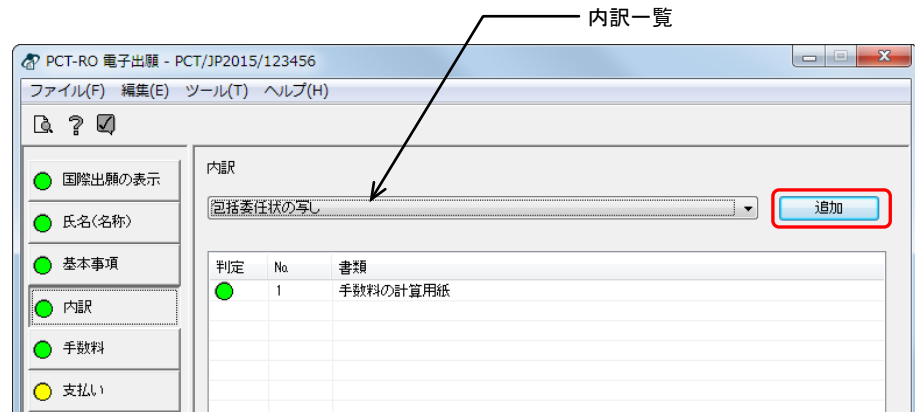 内訳一覧
PCT-RO 電子出願 - PCT/JP2015/123456
ファイル(F) 編集(E) ツール(T) ヘルプ(H)
国際出願の表示
氏名(名称)
基本事項
内訳
手数料
支払い
内訳
包括委任状の写し
追加
判定 No. 書類
1 手数料の計算用紙